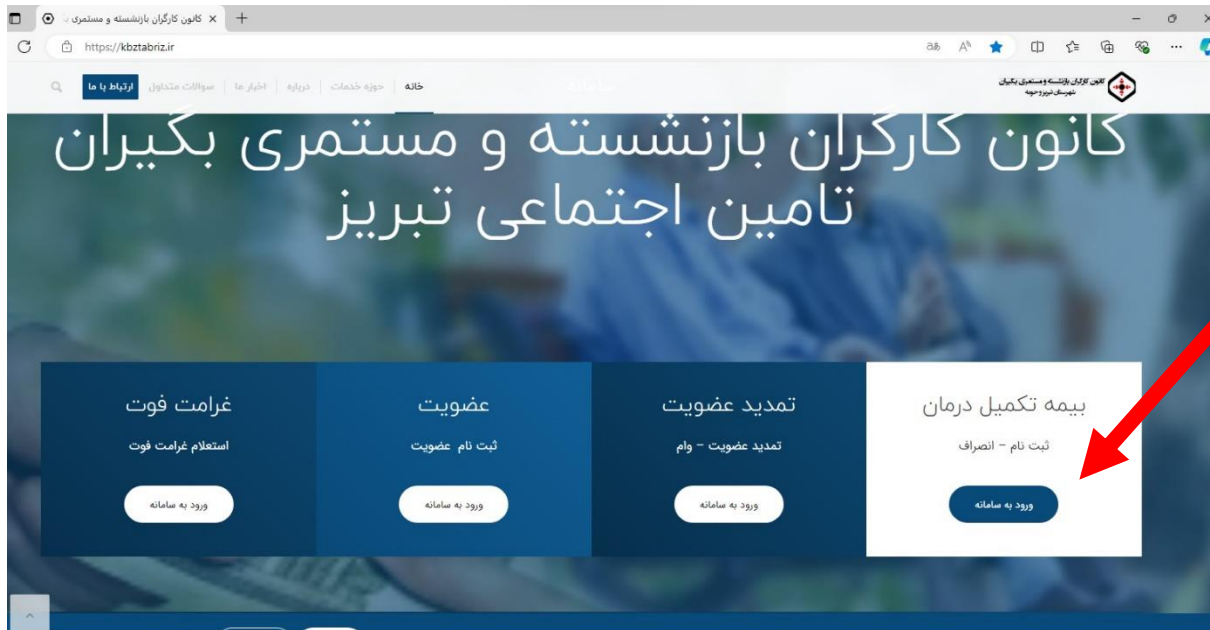 کانون کارگران بازنشسته و مستمری
https://kbztabriz.ir
کانون کارگران بازنشسته و مستمری بگیران
شهرستان تبریز و حومه
خانه
حوزه خدمات
درباره
اخبار ما
سوالات متداول
ارتباط با ما
کانون کارگران بازنشسته و مستمری بگیران
تامین اجتماعی تبریز
بیمه تکمیل درمان
ثبت نام – انصراف
ورود به سامانه
تمدید عضویت
تمدید عضویت – وام
ورود به سامانه
عضویت
ثبت نام عضویت
ورود به سامانه
غرامت فوت
استعلام غرامت فوت
ورود به سامانه